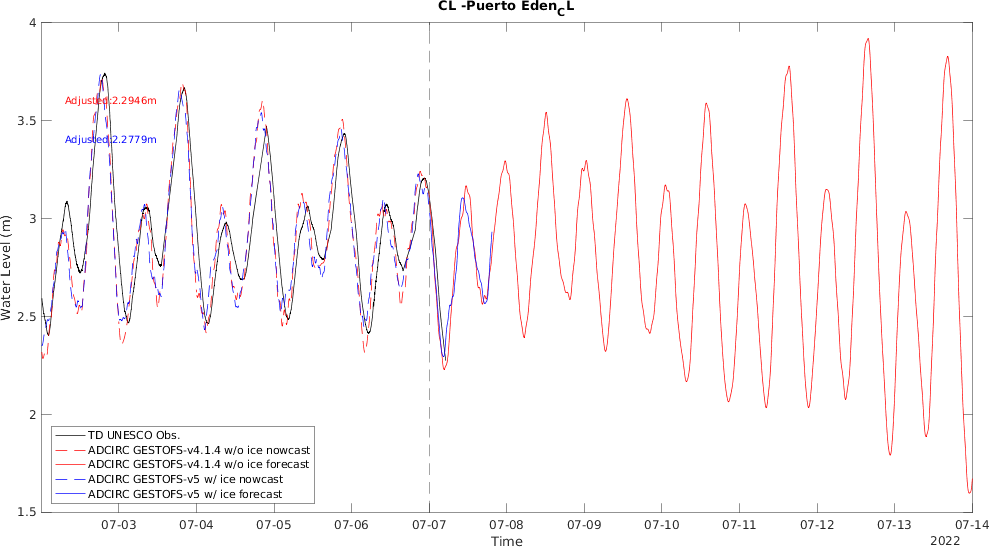 CL -Puerto Eden_CL
4
3.5
3
2.5
2
1.5
Water Level (m)
Adjusted:2.2946m
Adjusted:2.2779m
TD UNESCO Obs.
ADCIRC GESTOFS-v4.1.4 w/o ice nowcast
ADCIRC GESTOFS-v4.1.4 w/o ice forecast
ADCIRC GESTOFS-v5 w/ ice nowcast
ADCIRC GESTOFS-v5 w/ ice forecast
07-03 07-04 07-05 07-06 07-07 07-08 07-09 07-10 07-11 07-12 07-13 07-14
Time
2022